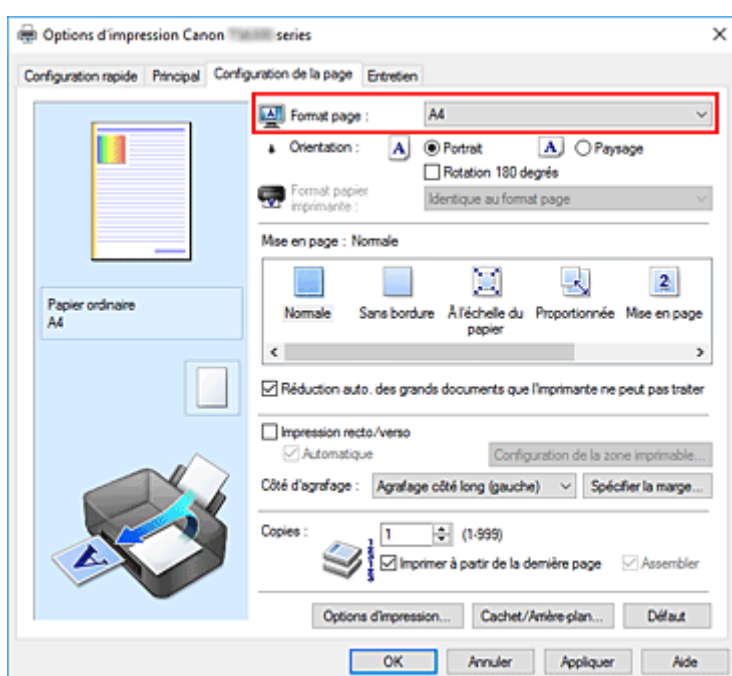 Options d'impression Canon series
Configuration rapide Principal Configuration de la page Entretien
Format page : A4
Orientation : A Portrait A Paysage
Rotation 180 degrés
Format papier
imprimante : Identique au format page
Mise en page : Normale
2
Normale Sans bordure À l'échelle du Proportionnée Mise en page
papier
Papier ordinaire
A4
Réduction auto. des grands documents que l'imprimante ne peut pas traiter
Impression recto/verso
Automatique Configuration de la zone imprimable...
Côté d'agrafage : Agrafage côté long (gauche) Spécifier la marge...
Copies : 1 (1-999)
Imprimer à partir de la dernière page Assembler
A
Options d'impression... Cachet/Arrière-plan... Défaut
OK Annuler Appliquer Aide